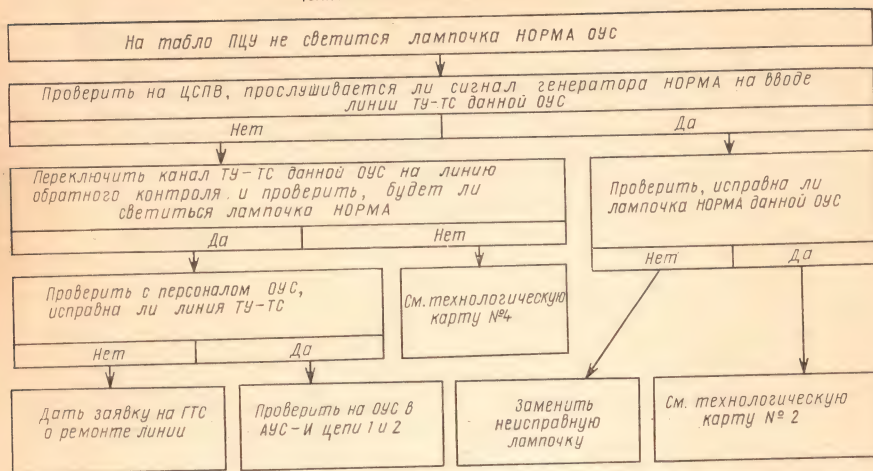 На табло ПЦУ не светится лампочка НОРМА ОУС
Проверить на ЦСПВ, прослушивается ли сигнал генератора НОРМА на вводе
линии ТУ-ТС данной ОУС
Нет
Да
Переключить канал ТУ-ТС данной ОУС на линию
обратного контроля и проверить, будет ли
светиться лампочка НОРМА
Да
Нет
Проверить, исправна ли
лампочка НОРМА данной ОУС
Нет
Да
Проверить с персоналом ОУС,
исправна ли линия ТУ-ТС
Нет
Да
См. технологическую
карту №4
Дать заявку на ГТС
о ремонте линии
Проверить на ОУС в
АУС-И цепи 1 и 2
Заменить
неисправную
лампочку
См. технологическую
карту № 2